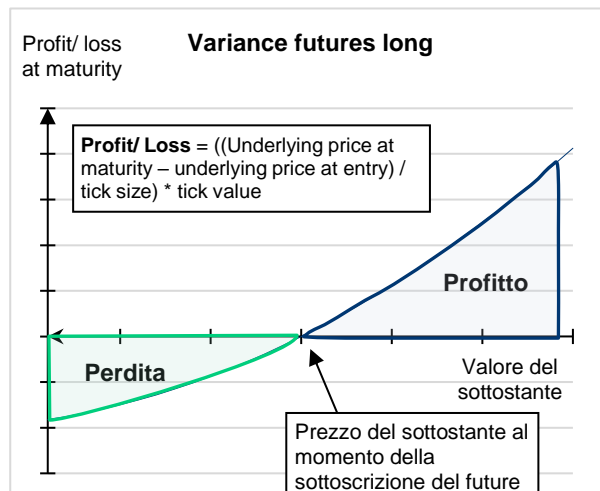 Profit/ loss
at maturity
Variance futures long
Profit/ Loss = ((Underlying price at
maturity – underlying price at entry) /
tick size) * tick value
Profitto
Perdita
Valore del
sottostante
Prezzo del sottostante al
momento della
sottoscrizione del future